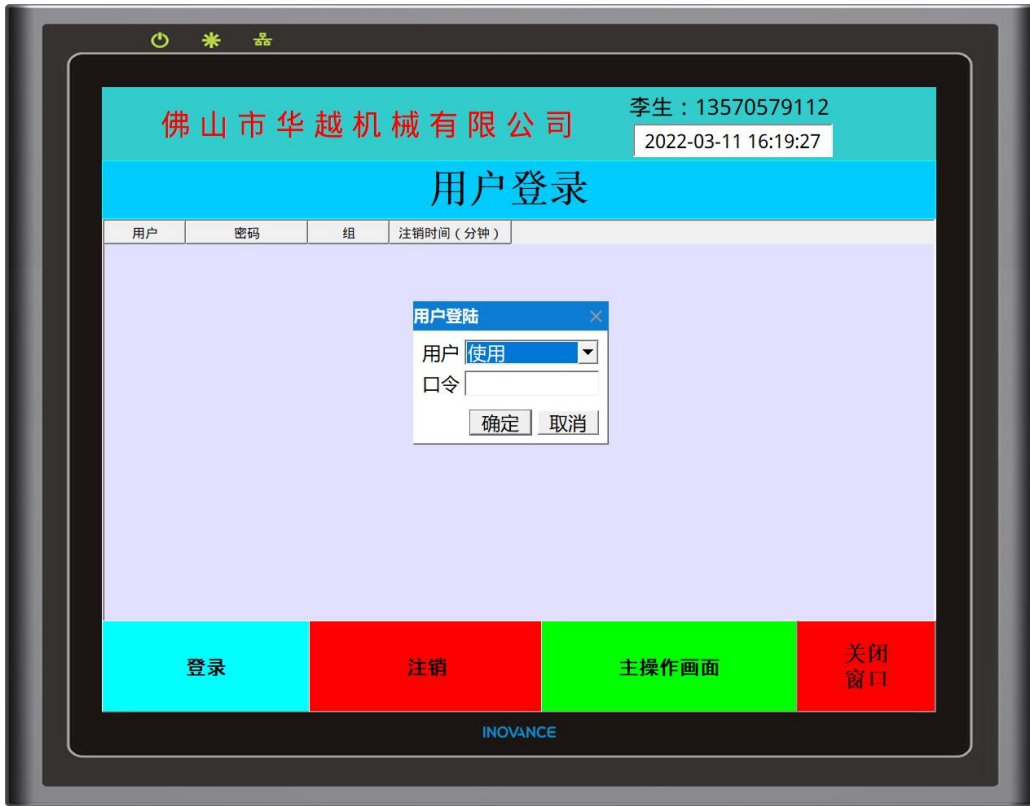 佛山市华越机械有限公司
李生：13570579112
2022-03-11 16:19:27
用户登录
用户 密码 组 注销时间（分钟）
用户登陆
用户 使用
口令
确定 取消
登录 注销 主操作画面 关闭
窗口
INOVANCE